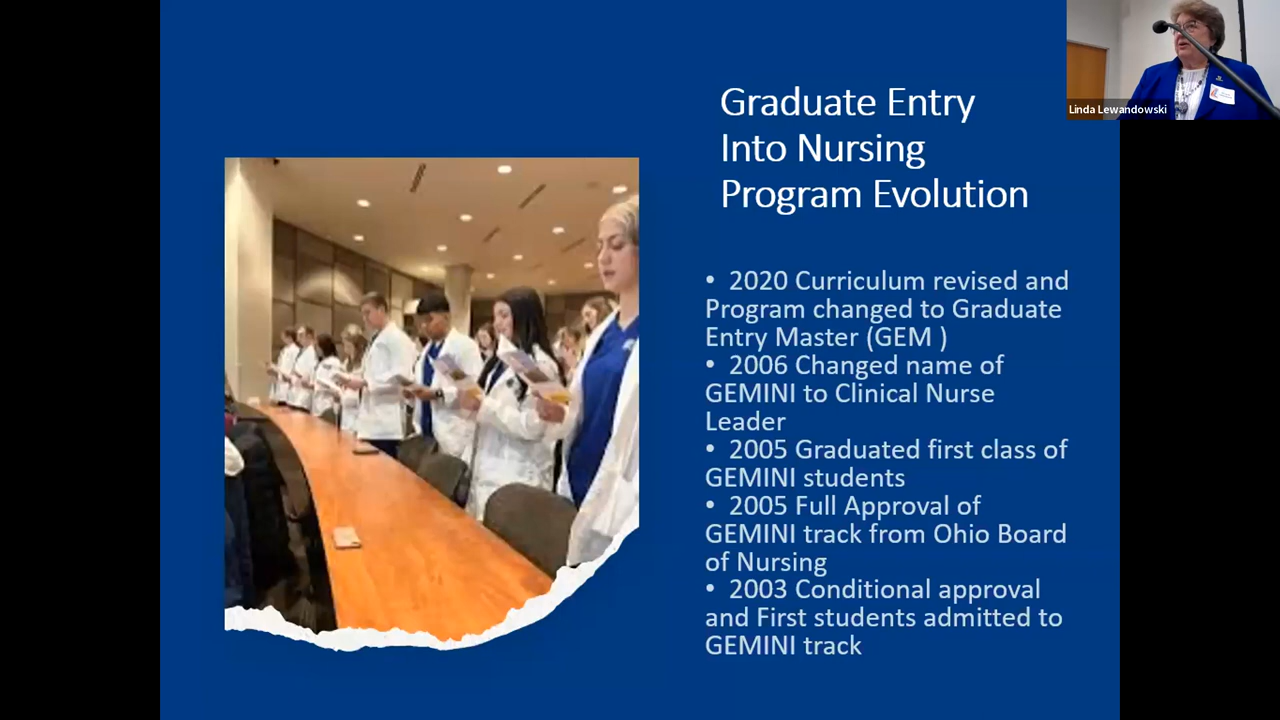 Graduate Entry
Into Nursing
Program Evolution
Linda Lewandowski
• 2020 Curriculum revised and
Program changed to Graduate
Entry Master (GEM )
• 2006 Changed name of
GEMINI to Clinical Nurse
Leader
• 2005 Graduated first class of
GEMINI students
• 2005 Full Approval of
GEMINI track from Ohio Board
of Nursing
• 2003 Conditional approval
and First students admitted to
GEMINI track